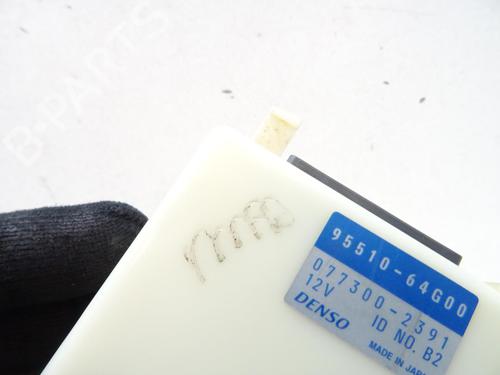 B-PARTS
95510-64G00
077300-2391
12V ID NO. B2
DENSO
MADE IN JAPAN